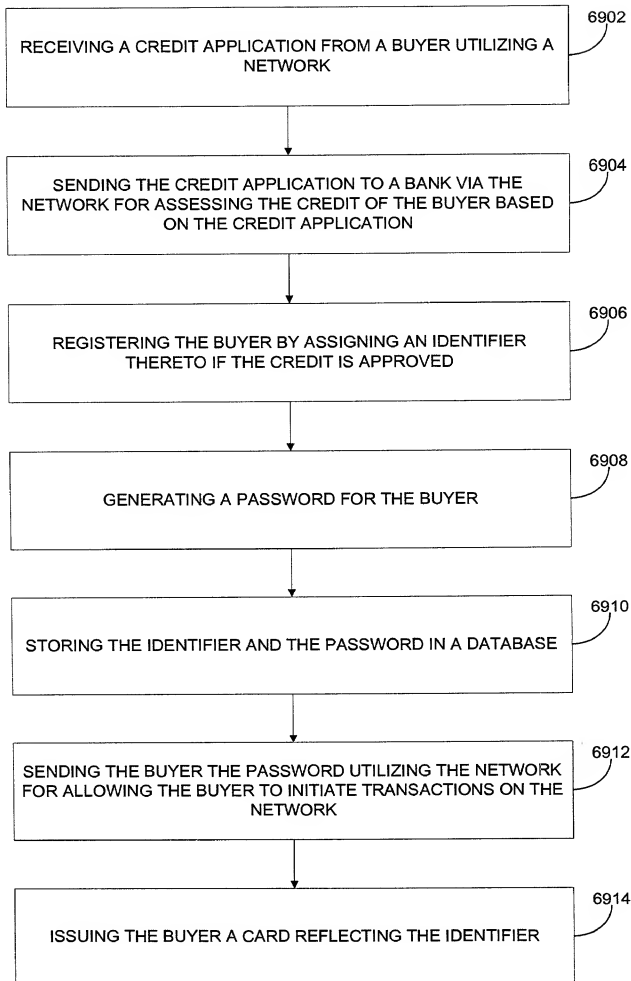 6902
RECEIVING A CREDIT APPLICATION FROM A BUYER UTILIZING A
NETWORK
6904
SENDING THE CREDIT APPLICATION TO A BANK VIA THE
NETWORK FOR ASSESSING THE CREDIT OF THE BUYER BASED
ON THE CREDIT APPLICATION
6906
REGISTERING THE BUYER BY ASSIGNING AN IDENTIFIER
THERETO IF THE CREDIT IS APPROVED
6908
GENERATING A PASSWORD FOR THE BUYER
6910
STORING THE IDENTIFIER AND THE PASSWORD IN A DATABASE
6912
SENDING THE BUYER THE PASSWORD UTILIZING THE NETWORK
FOR ALLOWING THE BUYER TO INITIATE TRANSACTIONS ON THE
NETWORK
6914
ISSUING THE BUYER A CARD REFLECTING THE IDENTIFIER